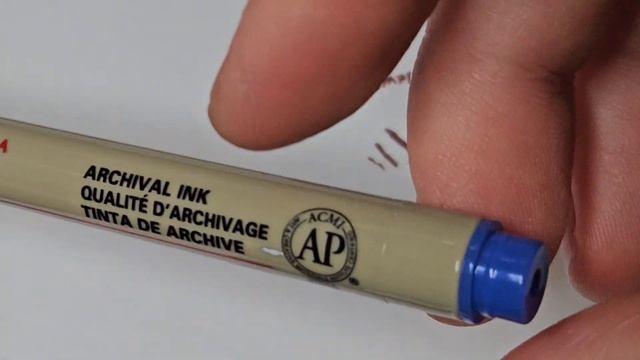 ARCHIVAL INK
QUALITÉ D'ARCHIVAGE
TINTA DE ARCHIVE
ACMI
AP